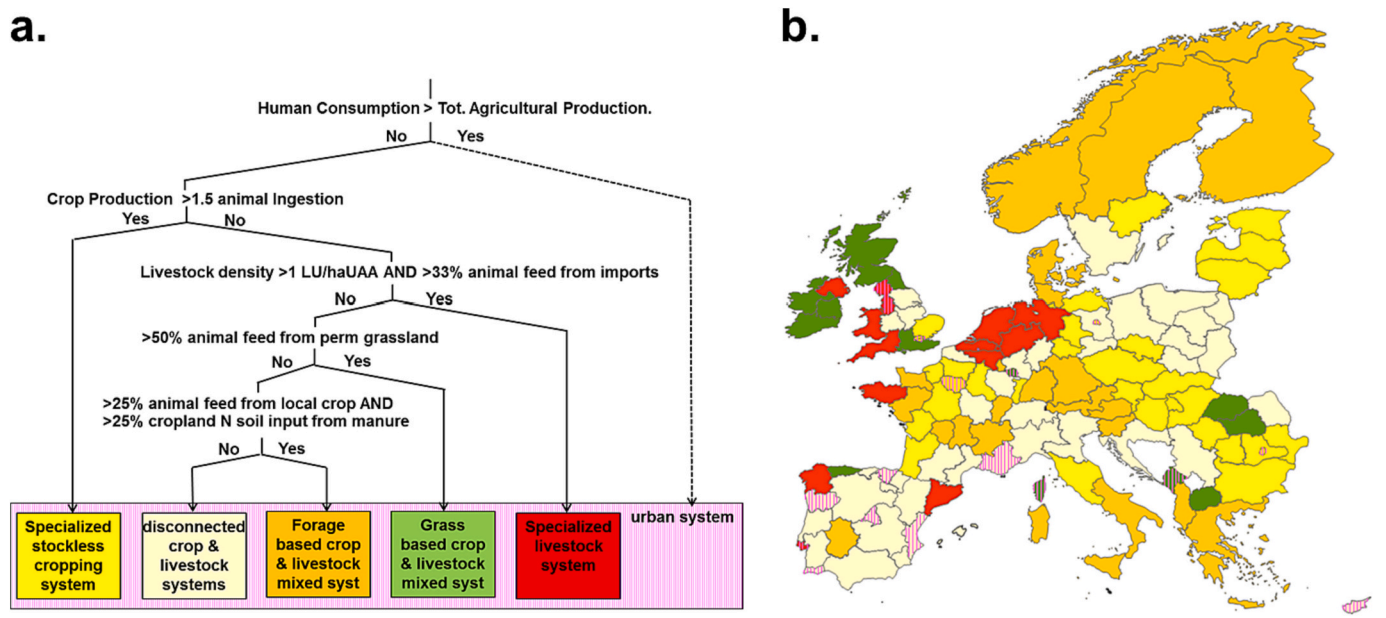 a.
b.
Human Consumption > Tot. Agricultural Production.
No
Yes
Crop Production >1.5 animal Ingestion
Yes
No
Livestock density >1 LU/haUAA AND >33% animal feed from imports
No
Yes
>50% animal feed from perm grassland
No
Yes
>25% animal feed from local crop AND
>25% cropland N soil input from manure
No
Yes
Specialized
stockless
cropping
system
disconnected
crop &
livestock
systems
Forage
based crop
& livestock
mixed syst
Grass
based crop
& livestock
mixed syst
Specialized
livestock
system
urban system